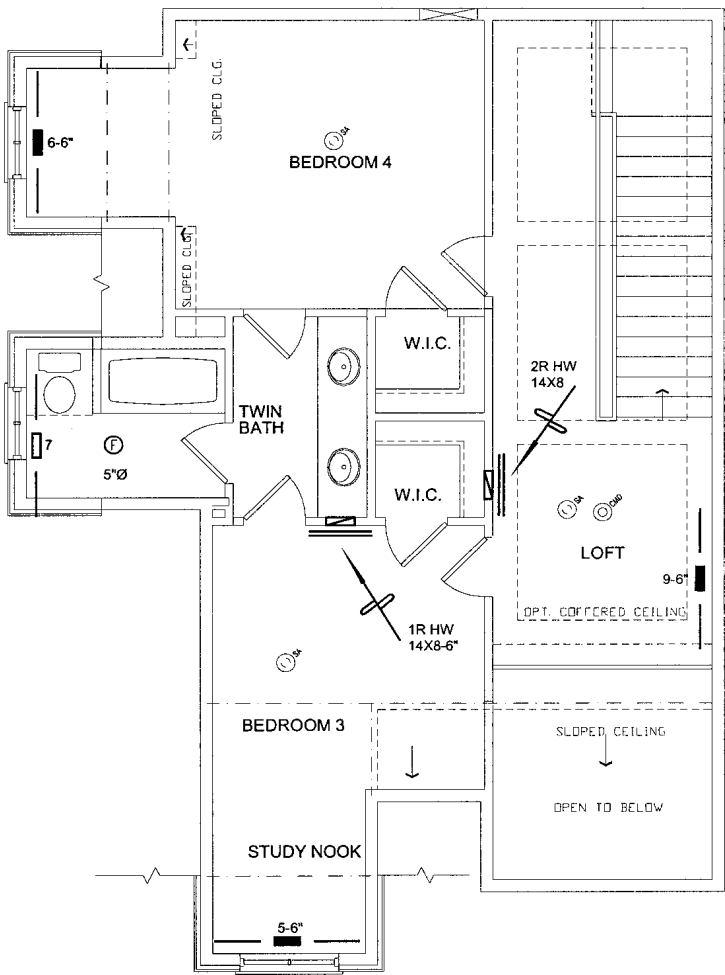 SLOPED CLG.
6-6"
SA
BEDROOM 4
SLOPED CLG.
W.I.C.
2R HW
14X8
TWIN
BATH
7
F
5"Ø
W.I.C.
SA
CMD
LOFT
9-6"
OPT. COFFERED CEILING
1R HW
14X8-6"
SA
BEDROOM 3
SLOPED CEILING
OPEN TO BELOW
STUDY NOOK
5-6"